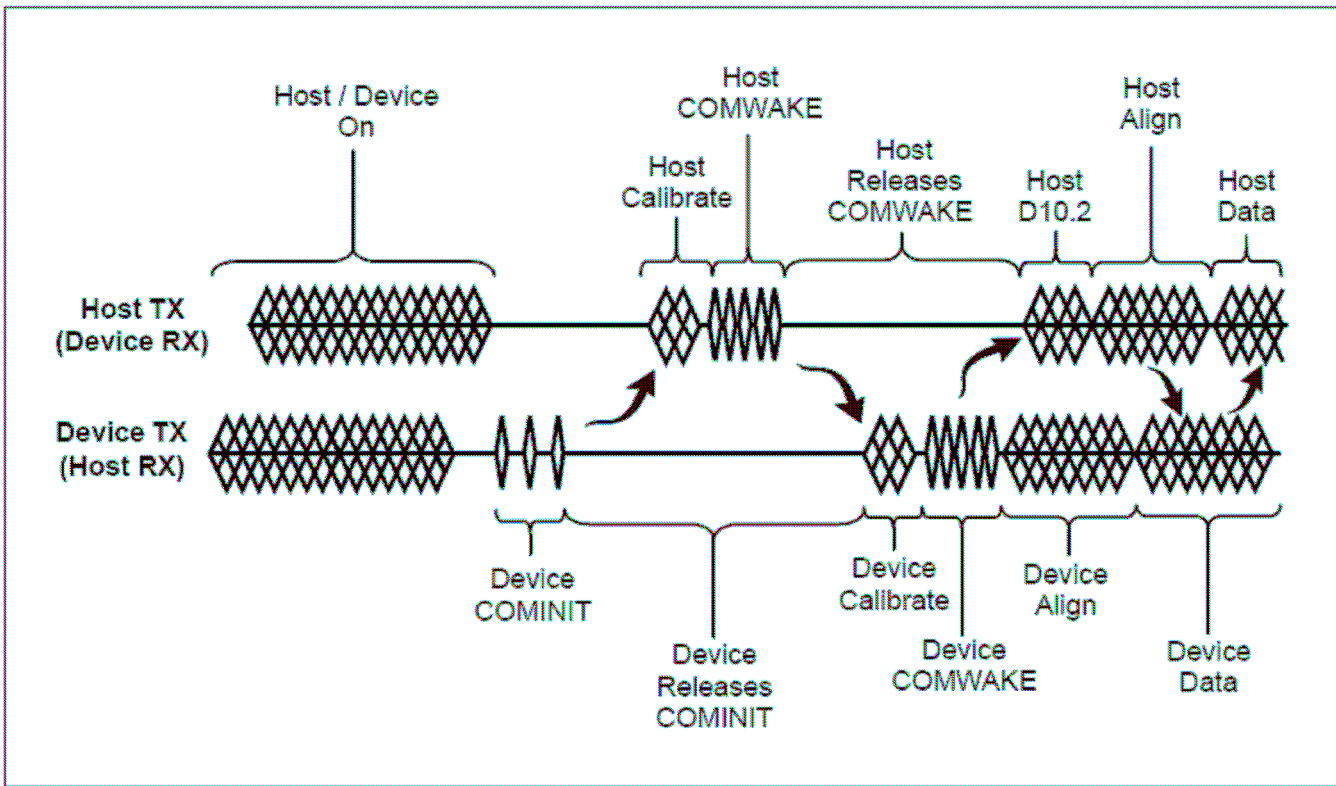 Host / Device
On
Host
COMWAKE
Host
Calibrate
Host
Releases
COMWAKE
Host
D10.2
Host
Align
Host
Data
Host TX
(Device RX)
Device TX
(Host RX)
Device
COMINIT
Device
Releases
COMINIT
Device
Calibrate
Device
COMWAKE
Device
Align
Device
Data